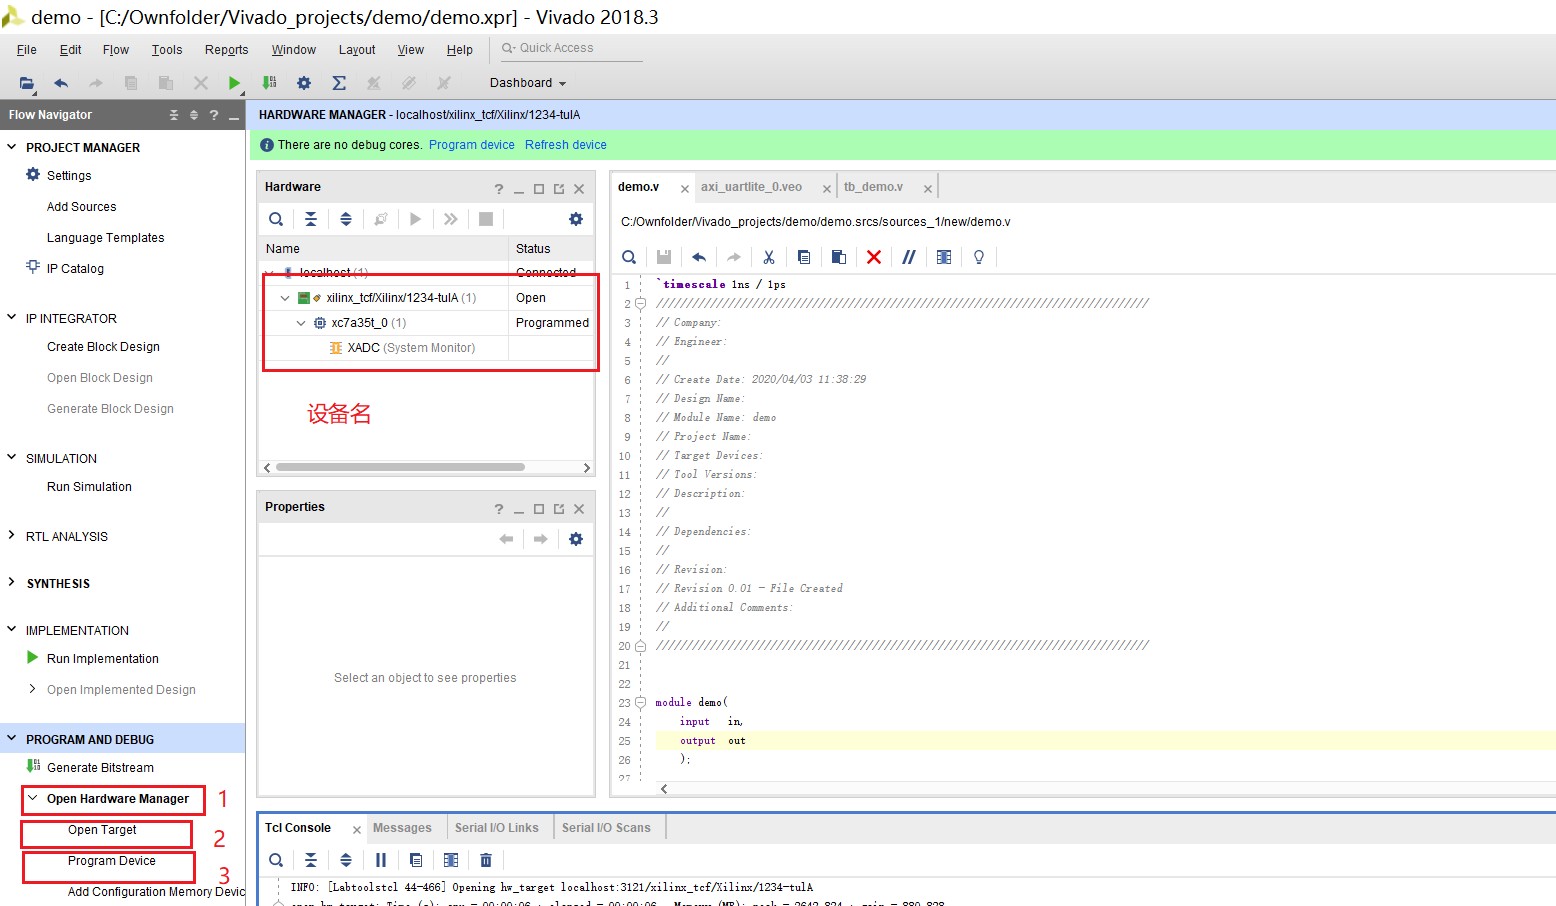 demo - [C:/Ownfolder/Vivado_projects/demo/demo.xpr] - Vivado 2018.3
File Edit Flow Tools Reports Window Layout View Help Quick Access
Dashboard
Flow Navigator
PROJECT MANAGER
Settings
Add Sources
Language Templates
IP Catalog
IP INTEGRATOR
Create Block Design
Open Block Design
Generate Block Design
SIMULATION
Run Simulation
RTL ANALYSIS
SYNTHESIS
IMPLEMENTATION
Run Implementation
Open Implemented Design
PROGRAM AND DEBUG
Generate Bitstream
Open Hardware Manager 1
Open Target 2
Program Device 3
Add Configuration Memory Devic
HARDWARE MANAGER - localhost/xilinx_tcf/Xilinx/1234-tulA
There are no debug cores. Program device Refresh device
Hardware
Name Status
localhost (1) Connected
xilinx_tcf/Xilinx/1234-tulA (1) Open
xc7a35t_0 (1) Programmed
XADC (System Monitor)
设备名
Properties
Select an object to see properties
demo.v axi_uartlite_0.veo tb_demo.v
C:/Ownfolder/Vivado_projects/demo/demo.srcs/sources_1/new/demo.v
1 `timescale 1ns / 1ps
2 //////////////////////////////////////////////////////////////////////////////////
3 // Company:
4 // Engineer:
5 //
6 // Create Date: 2020/04/03 11:38:29
7 // Design Name:
8 // Module Name: demo
9 // Project Name:
10 // Target Devices:
11 // Tool Versions:
12 // Description:
13 //
14 // Dependencies:
15 //
16 // Revision:
17 // Revision 0.01 - File Created
18 // Additional Comments:
19 //
20 //////////////////////////////////////////////////////////////////////////////////
21
22
23 module demo(
24 input in,
25 output out
26 );
27
Tcl Console Messages Serial I/O Links Serial I/O Scans
INFO: [Labtoolstcl 44-466] Opening hw_target localhost:3121/xilinx_tcf/Xilinx/1234-tulA